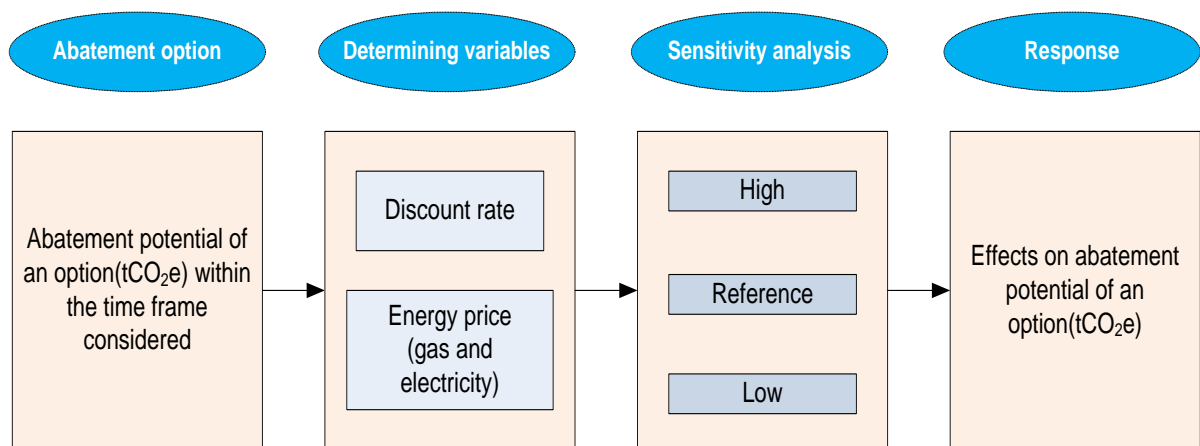 Abatement option
Determining variables
Sensitivity analysis
Response
Abatement potential of
an option(tCO₂e) within
the time frame
considered
Discount rate
Energy price
(gas and
electricity)
High
Reference
Low
Effects on abatement
potential of an
option(tCO₂e)